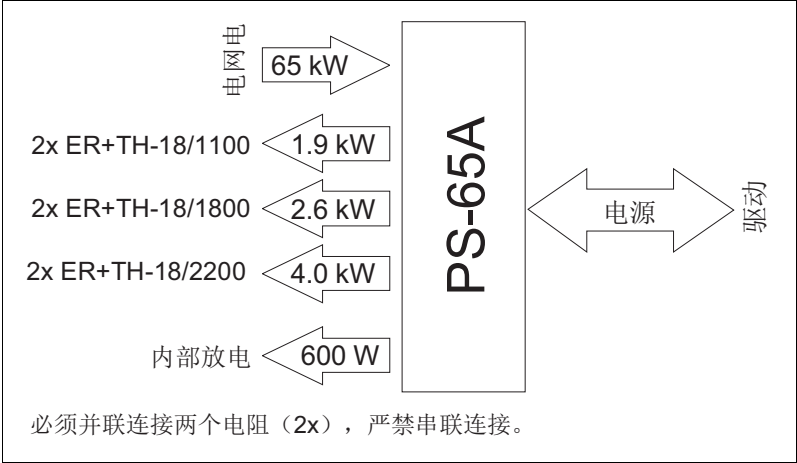 电网电
65 kW
2x ER+TH-18/1100
1.9 kW
2x ER+TH-18/1800
2.6 kW
2x ER+TH-18/2200
4.0 kW
内部放电
600 W
PS-65A
电源
驱动
必须并联连接两个电阻（2x），严禁串联连接。